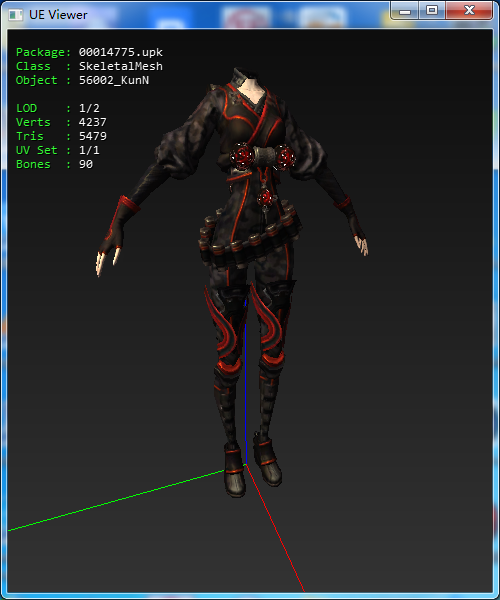 UE Viewer
Package: 00014775.upk
Class : SkeletalMesh
Object : 56002_KunN
LOD : 1/2
Verts : 4237
Tris : 5479
UV Set : 1/1
Bones : 90